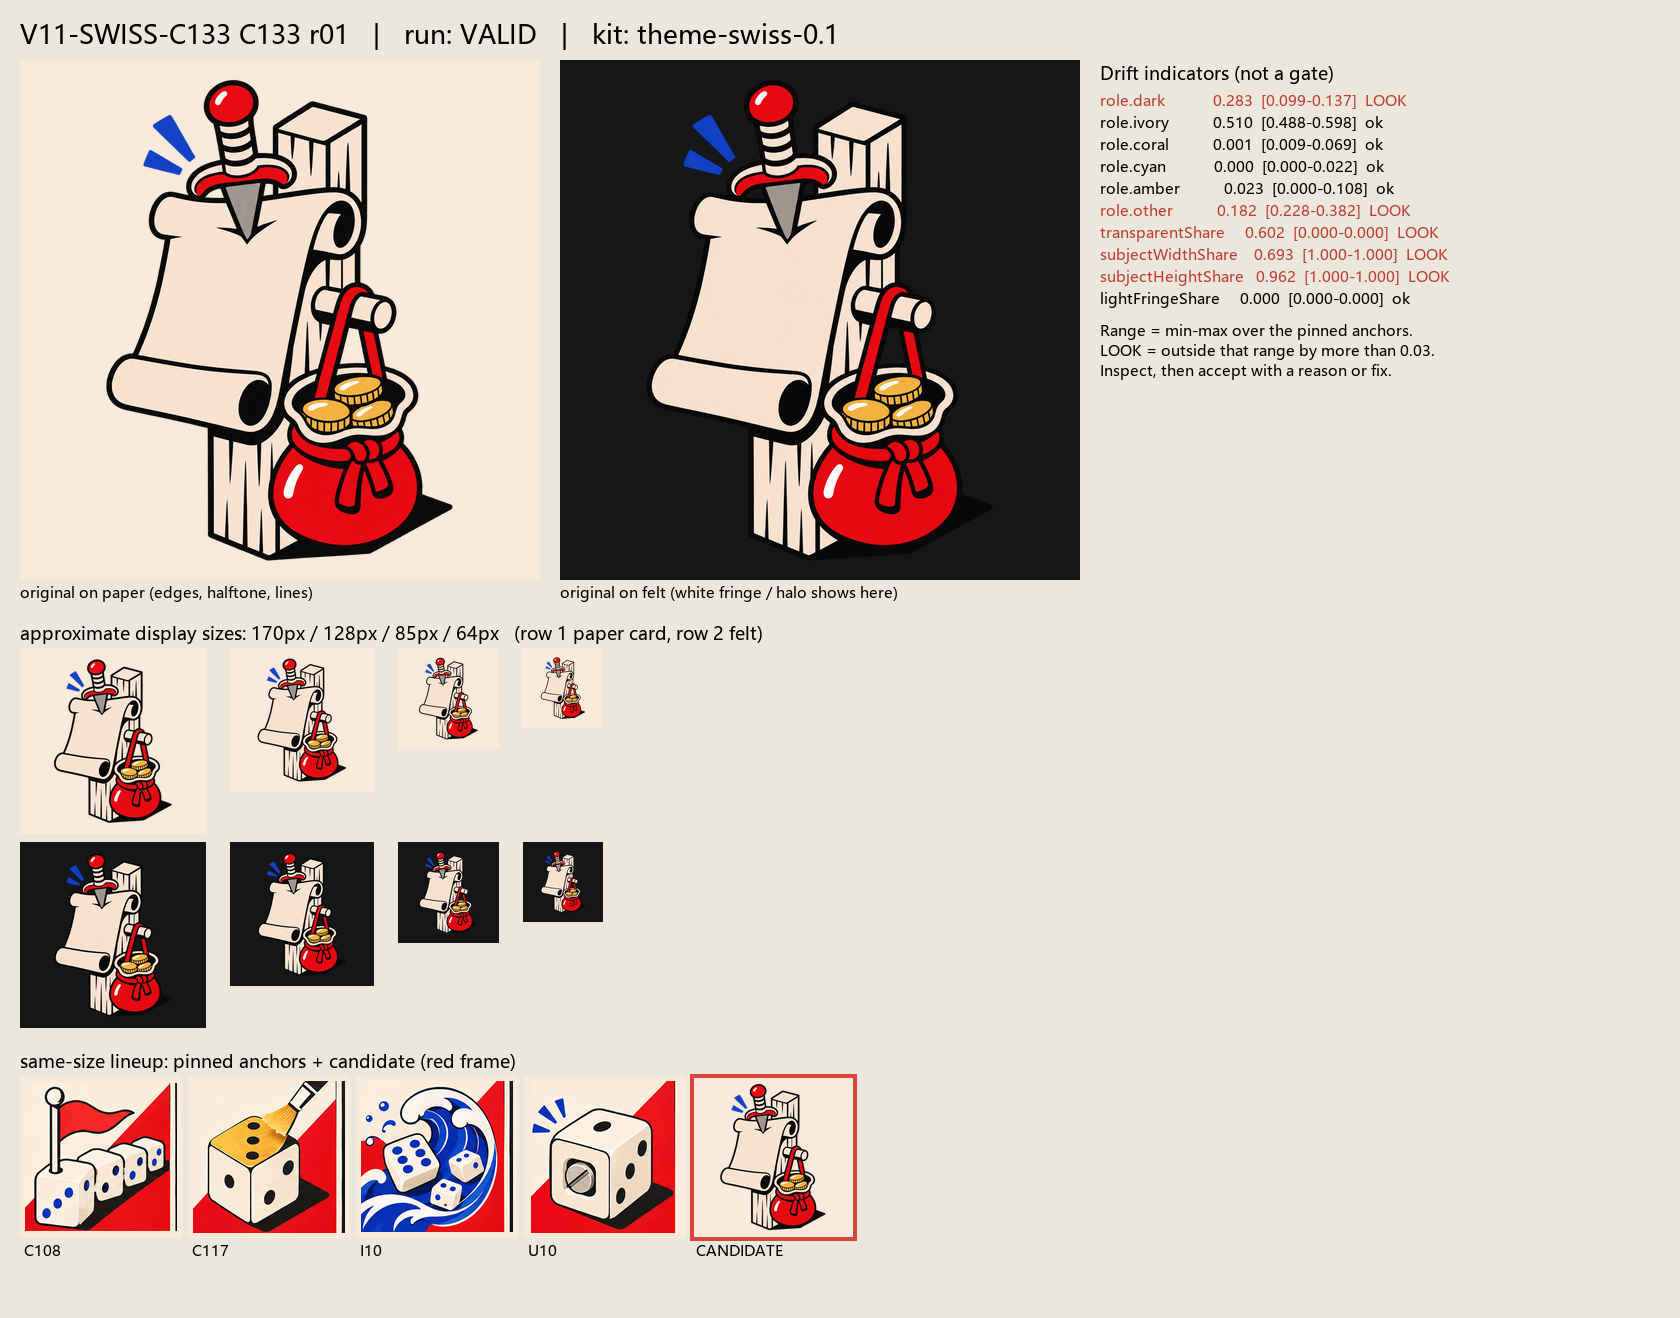 V11-SWISS-C133 C133 r01 | run: VALID | kit: theme-swiss-0.1
Drift indicators (not a gate)
role.dark 0.283 [0.099-0.137] LOOK
role.ivory 0.510 [0.488-0.598] ok
role.coral 0.001 [0.009-0.069] ok
role.cyan 0.000 [0.000-0.022] ok
role.amber 0.023 [0.000-0.108] ok
role.other 0.182 [0.228-0.382] LOOK
transparentShare 0.602 [0.000-0.000] LOOK
subjectWidthShare 0.693 [1.000-1.000] LOOK
subjectHeightShare 0.962 [1.000-1.000] LOOK
lightFringeShare 0.000 [0.000-0.000] ok
Range = min-max over the pinned anchors.
LOOK = outside that range by more than 0.03.
Inspect, then accept with a reason or fix.
original on paper (edges, halftone, lines)
original on felt (white fringe / halo shows here)
approximate display sizes: 170px / 128px / 85px / 64px (row 1 paper card, row 2 felt)
same-size lineup: pinned anchors + candidate (red frame)
C108
C117
I10
U10
CANDIDATE